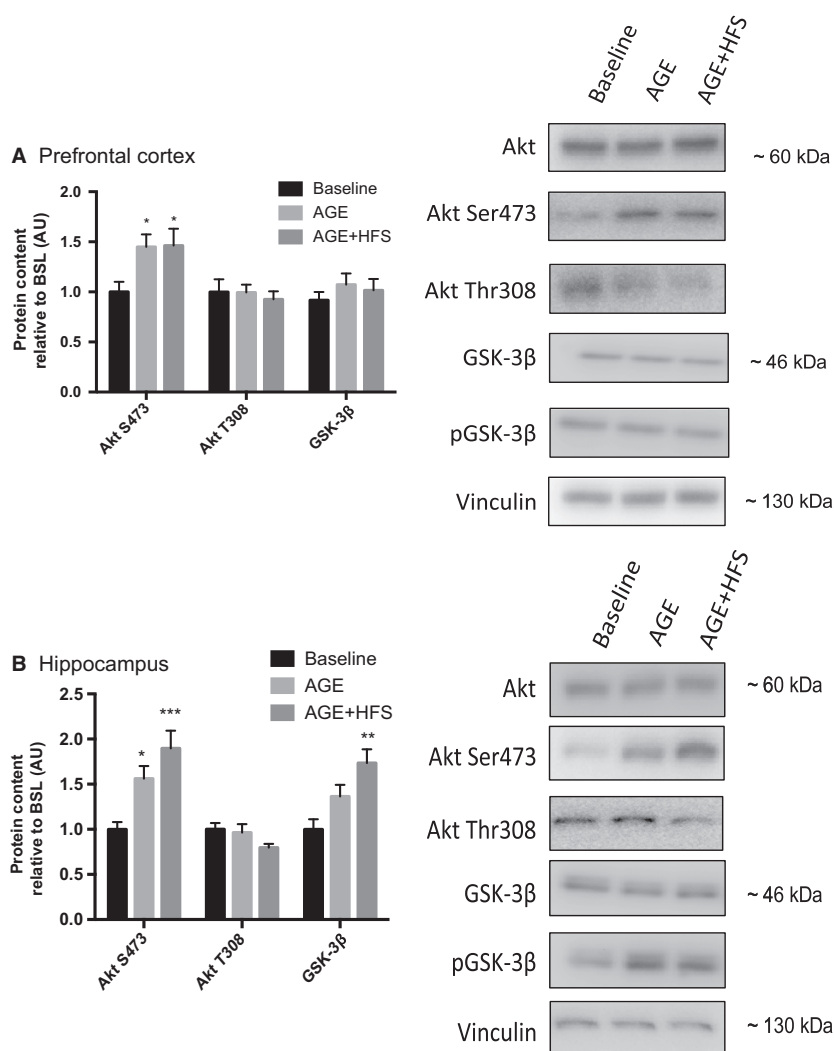 A Prefrontal cortex
Protein content
relative to BSL (AU)
2.0
1.5
1.0
0.5
0.0
Baseline
AGE
AGE+HFS
* *
Akt S473
Akt T308
GSK-3β
Baseline
AGE
AGE+HFS
Akt
~ 60 kDa
Akt Ser473
Akt Thr308
GSK-3β
~ 46 kDa
pGSK-3β
Vinculin
~ 130 kDa
B Hippocampus
Protein content
relative to BSL (AU)
2.5
2.0
1.5
1.0
0.5
0.0
Baseline
AGE
AGE+HFS
* *** **
Akt S473
Akt T308
GSK-3β
Baseline
AGE
AGE+HFS
Akt
~ 60 kDa
Akt Ser473
Akt Thr308
GSK-3β
~ 46 kDa
pGSK-3β
Vinculin
~ 130 kDa